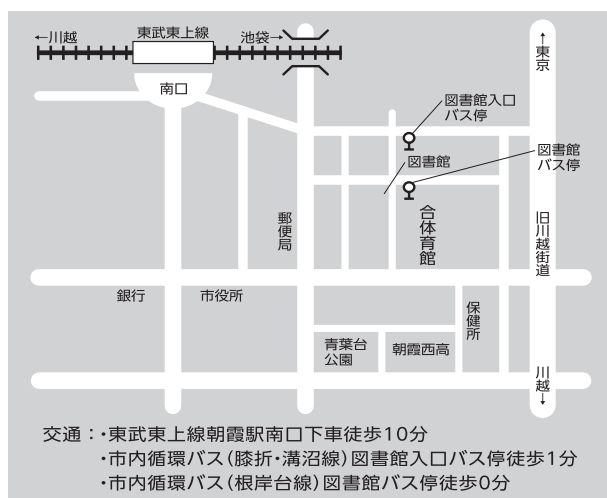 ←川越
東武東上線
池袋→
南口
↑東京
図書館入口
バス停
図書館
バス停
図書館
郵便局
合体育館
旧川越街道
銀行
市役所
保健所
青葉台
公園
朝霞西高
川越↓
交通：・東武東上線朝霞駅南口下車徒歩10分
・市内循環バス（膝折・溝沼線）図書館入口バス停徒歩1分
・市内循環バス（根岸台線）図書館バス停徒歩0分